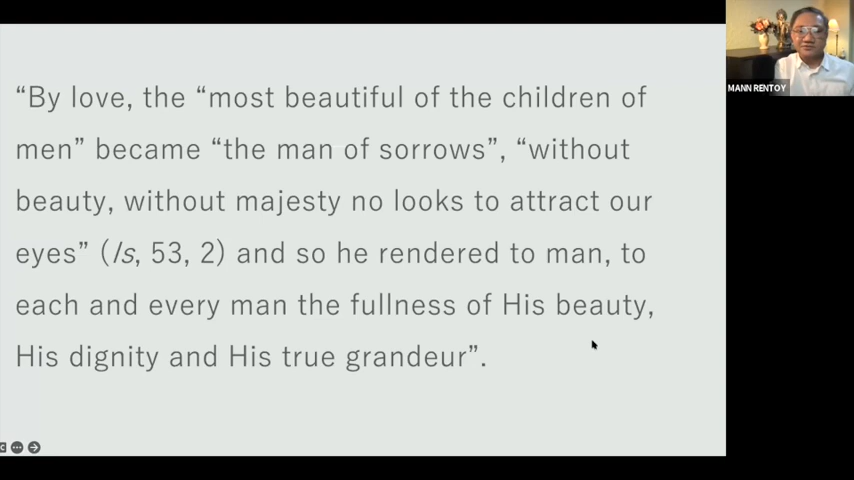 “By love, the “most beautiful of the children of
men” became “the man of sorrows”, “without
beauty, without majesty no looks to attract our
eyes” (Is, 53, 2) and so he rendered to man, to
each and every man the fullness of His beauty,
His dignity and His true grandeur”.
MANN RENTOY